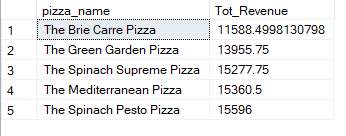 pizza_name Tot_Revenue
1 The Brie Carre Pizza 11588.4998130798
2 The Green Garden Pizza 13955.75
3 The Spinach Supreme Pizza 15277.75
4 The Mediterranean Pizza 15360.5
5 The Spinach Pesto Pizza 15596